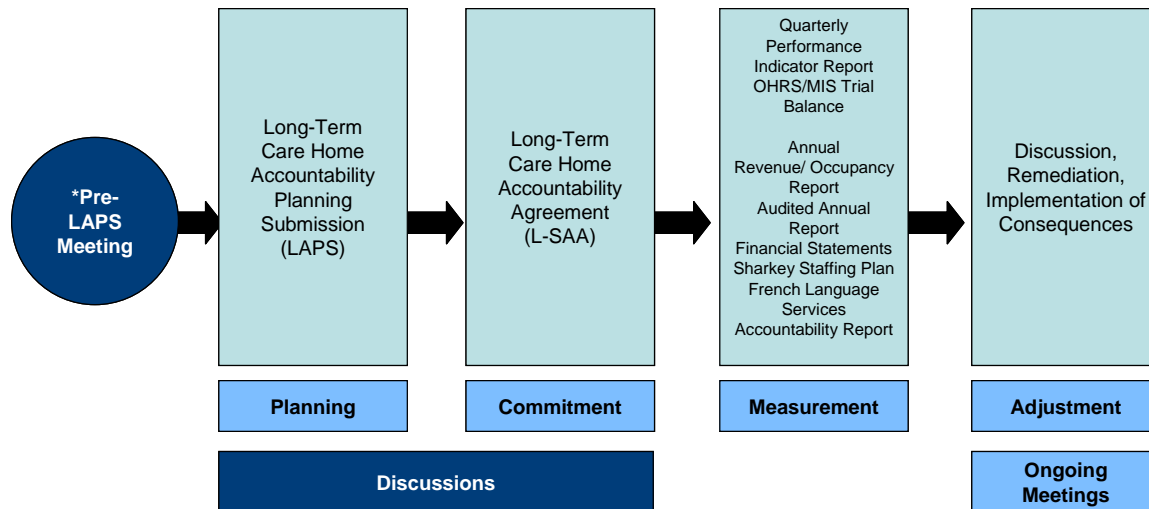 *Pre-
LAPS
Meeting
Long-Term
Care Home
Accountability
Planning
Submission
(LAPS)
Long-Term
Care Home
Accountability
Agreement
(L-SAA)
Quarterly
Performance
Indicator Report
OHRS/MIS Trial
Balance
Annual
Revenue/ Occupancy
Report
Audited Annual
Report
Financial Statements
Sharkey Staffing Plan
French Language
Services
Accountability Report
Discussion,
Remediation,
Implementation of
Consequences
Planning
Commitment
Measurement
Adjustment
Discussions
Ongoing
Meetings